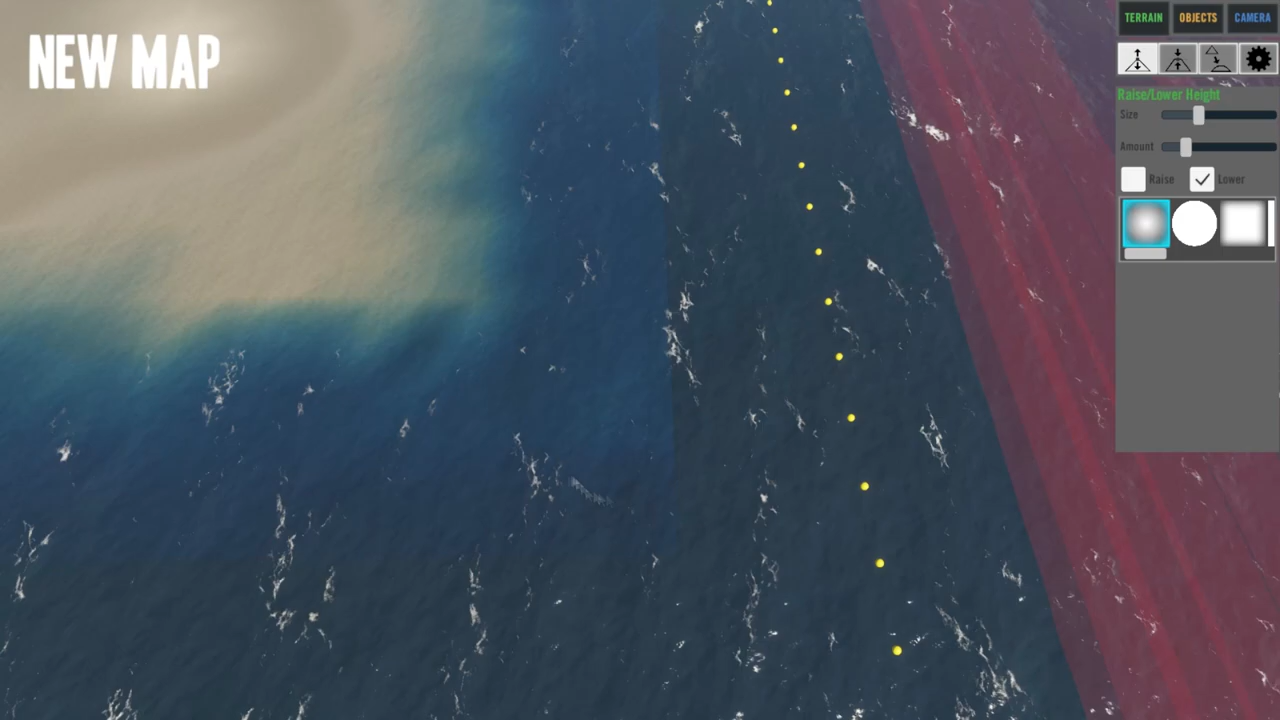 NEW MAP
TERRAIN OBJECTS CAMERA
Raise/Lower Height
Size
Amount
Raise Lower